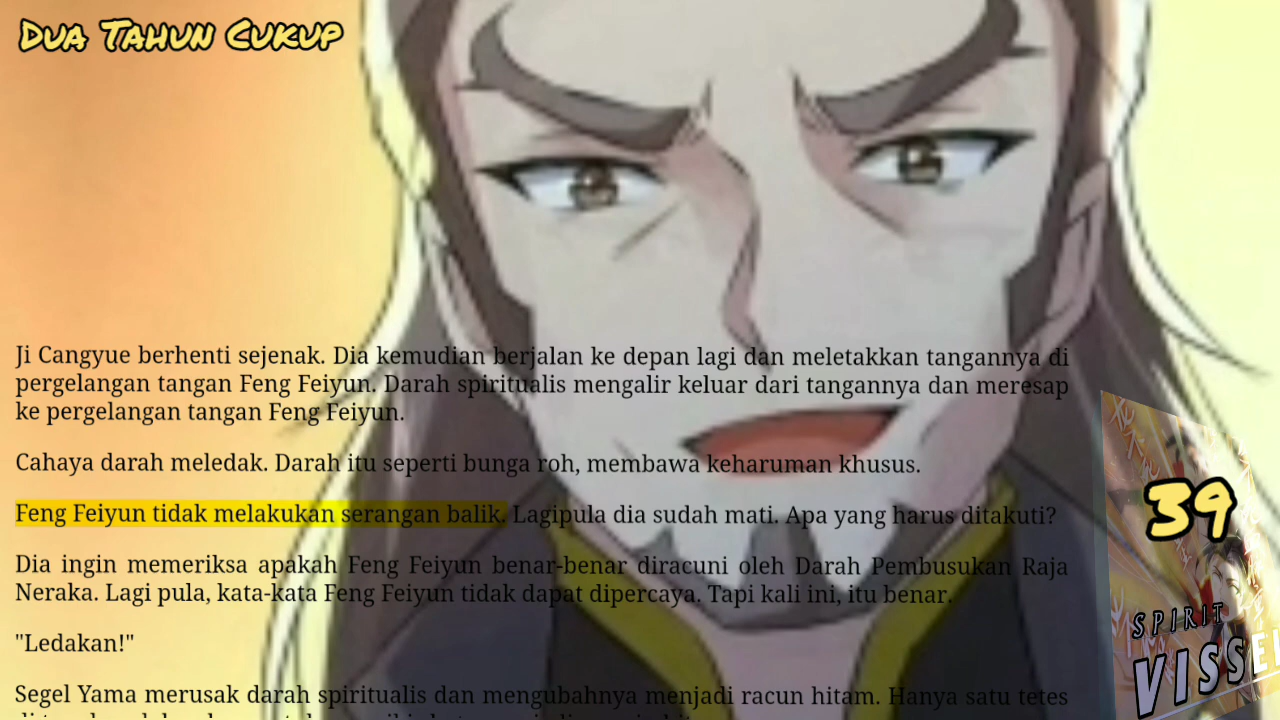 Dua Tahun Cukup
Ji Cangyue berhenti sejenak. Dia kemudian berjalan ke depan lagi dan meletakkan tangannya di
pergelangan tangan Feng Feiyun. Darah spiritualis mengalir keluar dari tangannya dan meresap
ke pergelangan tangan Feng Feiyun.
Cahaya darah meledak. Darah itu seperti bunga roh, membawa keharuman khusus.
Feng Feiyun tidak melakukan serangan balik. Lagipula dia sudah mati. Apa yang harus ditakuti?
Dia ingin memeriksa apakah Feng Feiyun benar-benar diracuni oleh Darah Pembusukan Raja
Neraka. Lagi pula, kata-kata Feng Feiyun tidak dapat dipercaya. Tapi kali ini, itu benar.
"Ledakan!"
Segel Yama merusak darah spiritualis dan mengubahnya menjadi racun hitam. Hanya satu tetes
39
SPIRIT
VISSEL